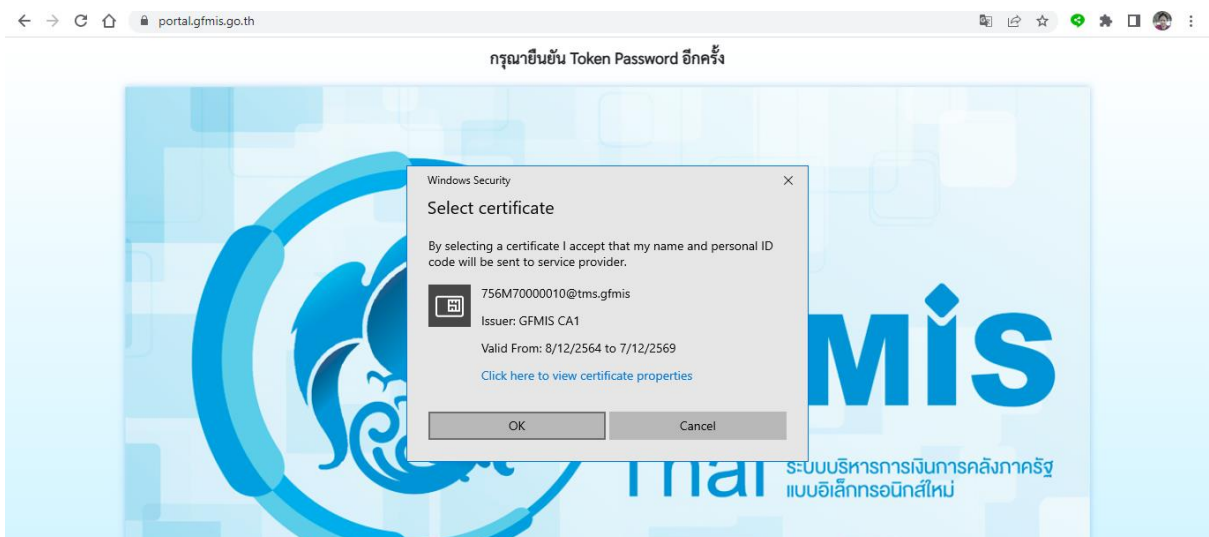 portal.gfmis.go.th
กรุณายืนยัน Token Password อีกครั้ง
Windows Security
Select certificate
By selecting a certificate I accept that my name and personal ID
code will be sent to service provider.
756M70000010@tms.gfmis
Issuer: GFMIS CA1
Valid From: 8/12/2564 to 7/12/2569
Click here to view certificate properties
OK Cancel
MIS
Thai
ระบบบริหารการเงินการคลังภาครัฐ
แบบอิเล็กทรอนิกส์ใหม่